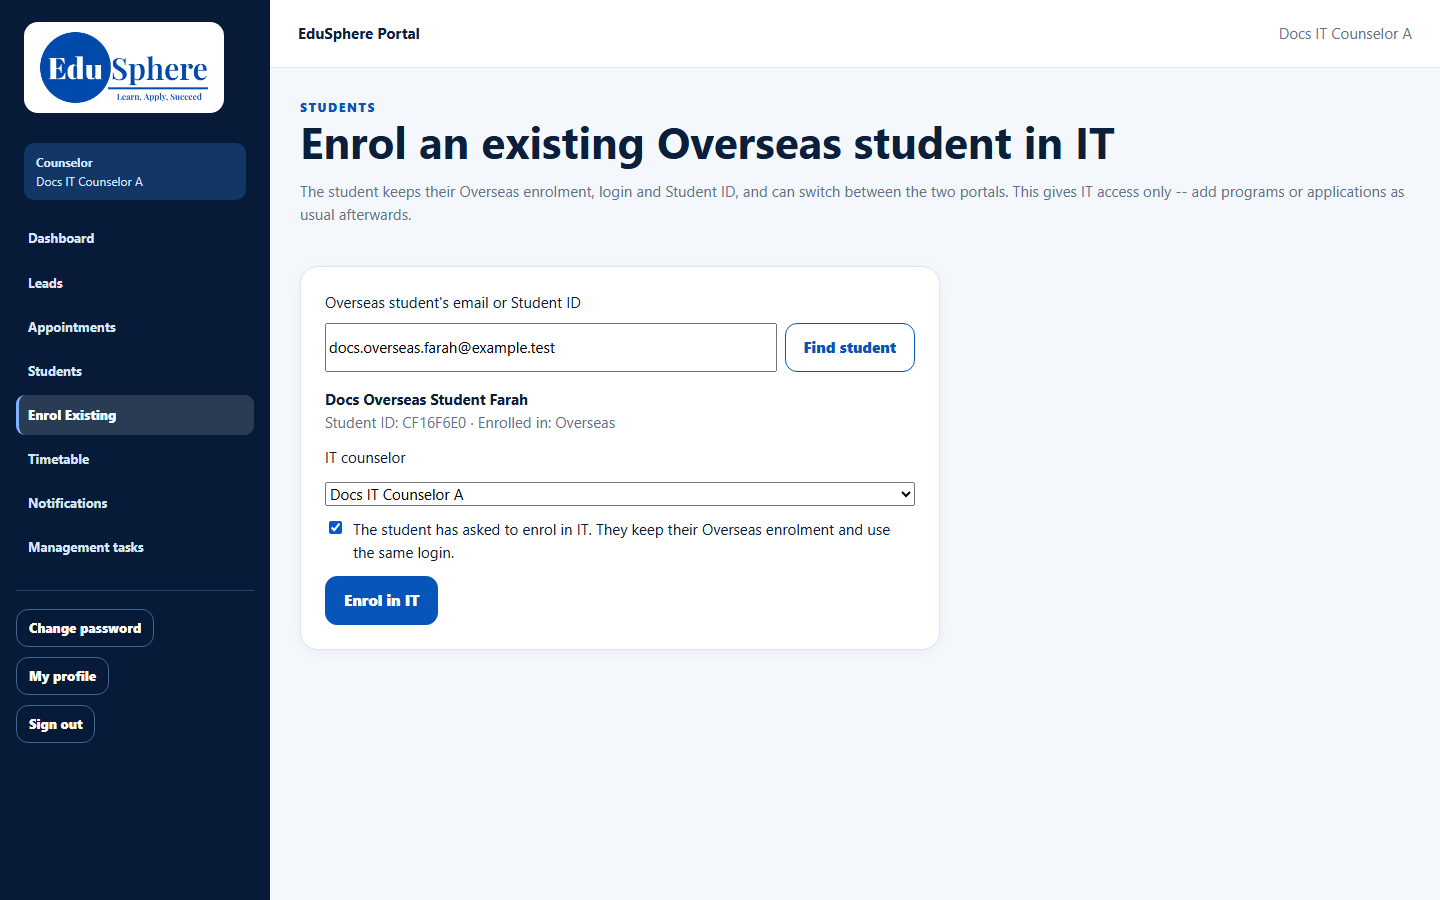 EduSphere
Learn. Apply. Succeed
Counselor
Docs IT Counselor A
Dashboard
Leads
Appointments
Students
Enrol Existing
Timetable
Notifications
Management tasks
Change password
My profile
Sign out
EduSphere Portal
Docs IT Counselor A
STUDENTS
Enrol an existing Overseas student in IT
The student keeps their Overseas enrolment, login and Student ID, and can switch between the two portals. This gives IT access only -- add programs or applications as
usual afterwards.
Overseas student's email or Student ID
docs.overseas.farah@example.test
Find student
Docs Overseas Student Farah
Student ID: CF16F6E0 · Enrolled in: Overseas
IT counselor
Docs IT Counselor A
The student has asked to enrol in IT. They keep their Overseas enrolment and use
the same login.
Enrol in IT